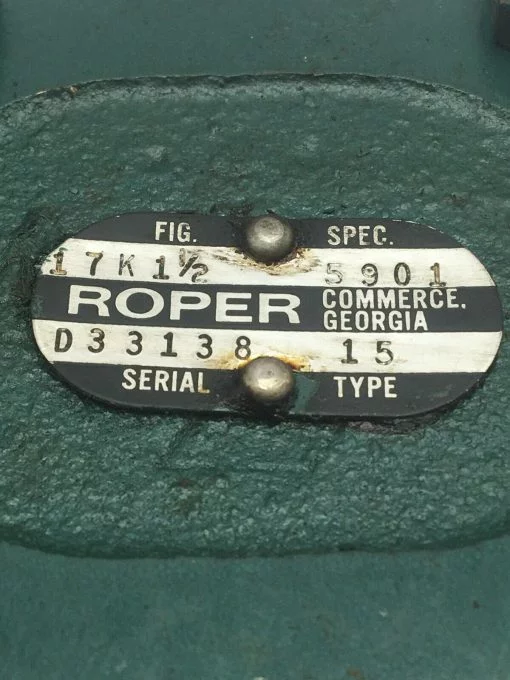 FIG. SPEC.
17K1½ 5901
ROPER COMMERCE, GEORGIA
D33138 15
SERIAL TYPE